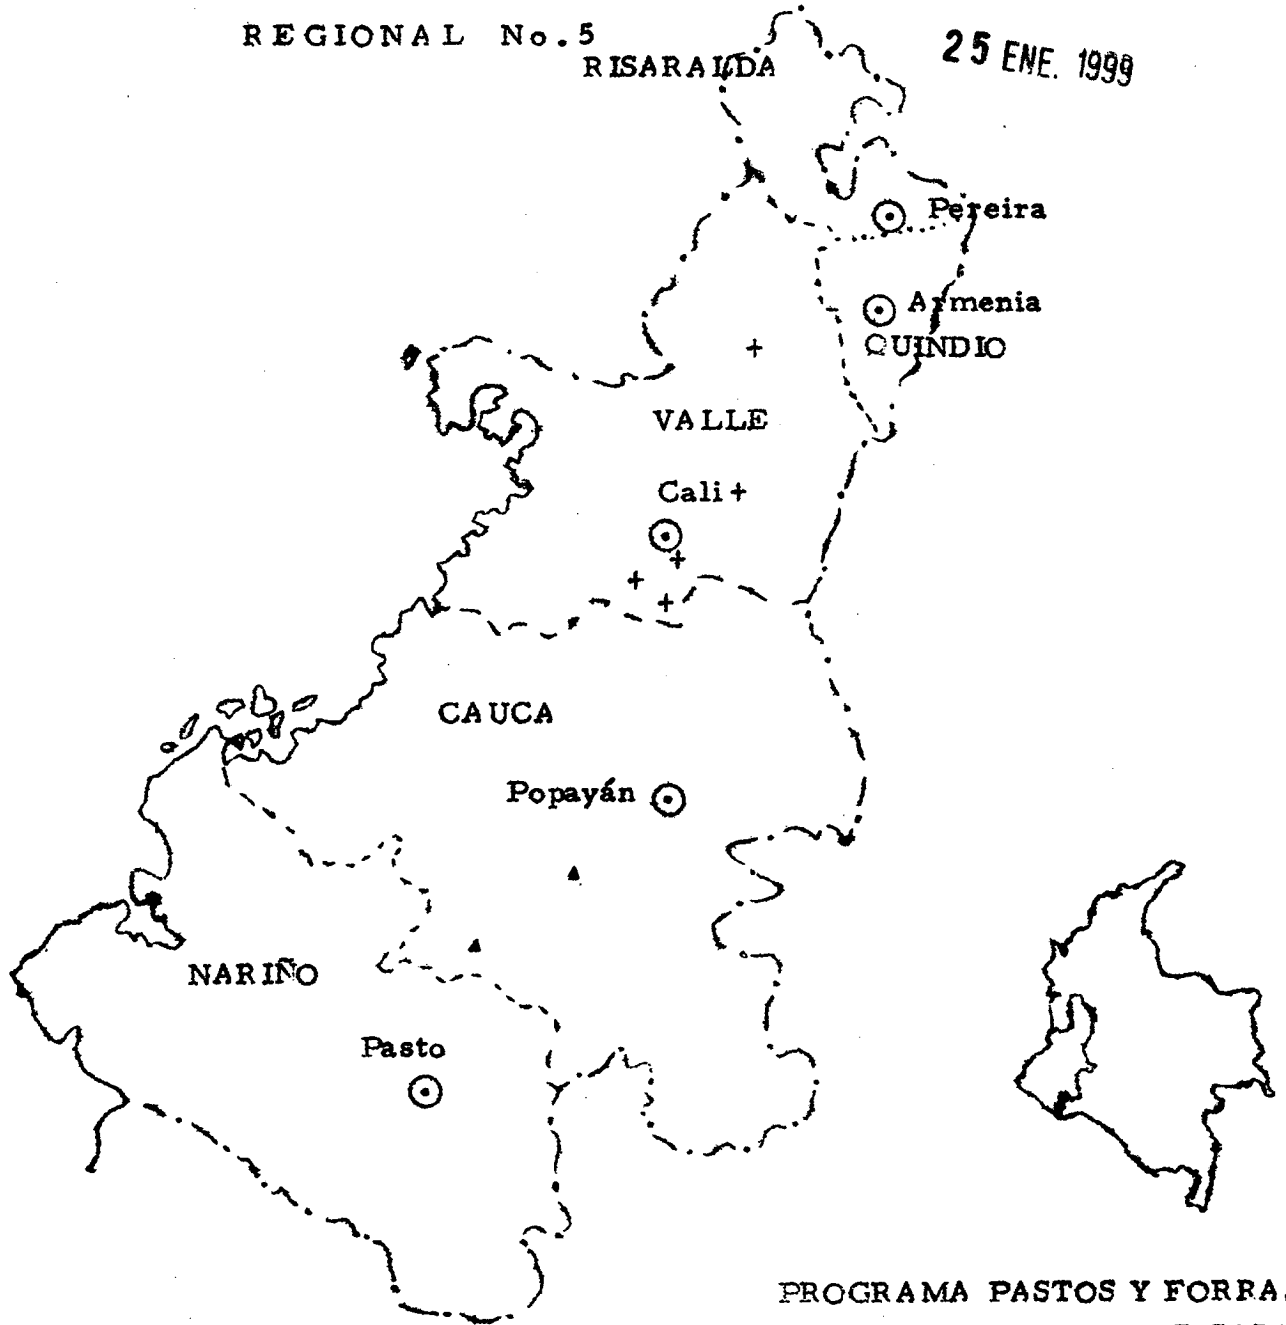 REGIONAL No. 5
25 ENE. 1999
RISARALDA
Pereira
Armenia
QUINDIO
VALLE
Cali
CAUCA
Popayán
NARIÑO
Pasto
PROGRAMA PASTOS Y FORRA